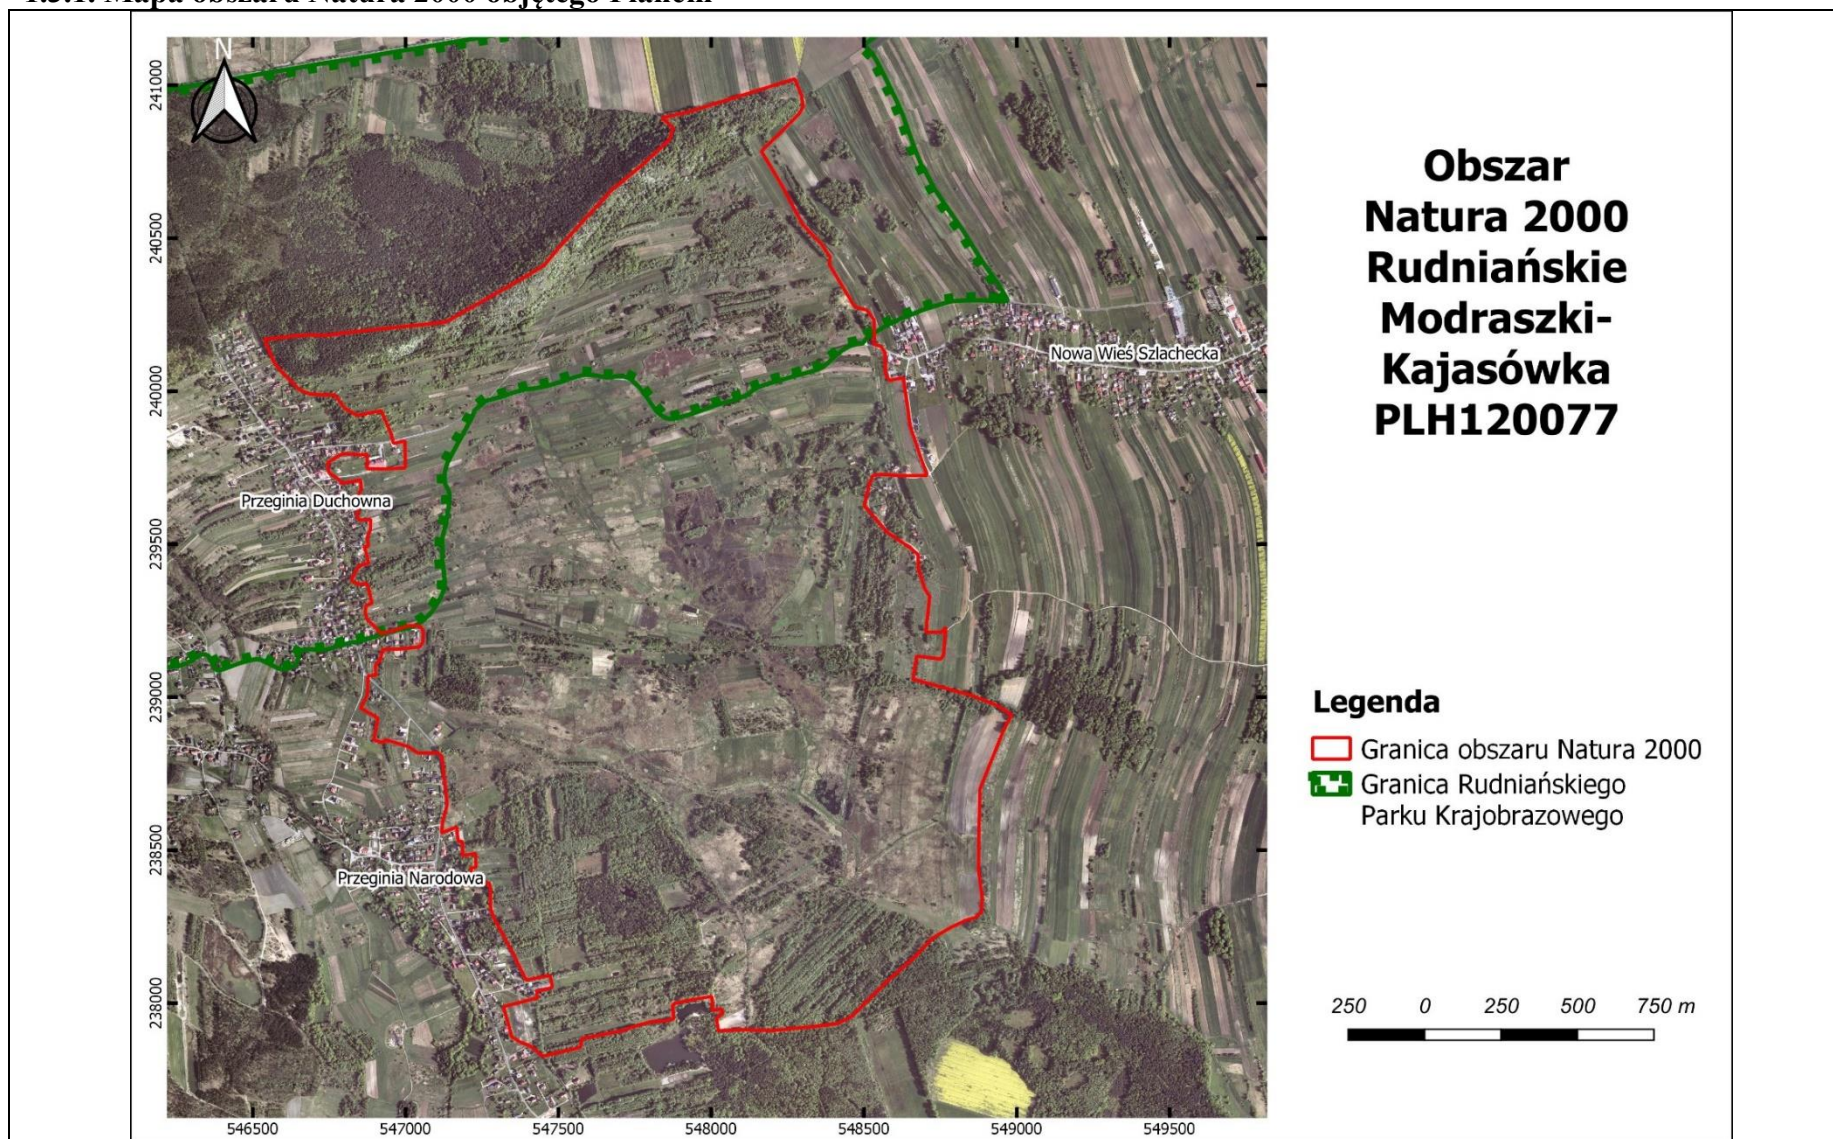 1.3.1. Mapa obszaru Natura 2000 objętego Planem
N
241000
240500
240000
239500
239000
238500
238000
546500
547000
547500
548000
548500
549000
549500
Nowa Wieś Szlachecka
Przeginia Duchowna
Przeginia Narodowa
Obszar
Natura 2000
Rudniańskie
Modraszki-
Kajasówka
PLH120077
Legenda
Granica obszaru Natura 2000
Granica Rudniańskiego
Parku Krajobrazowego
250 0 250 500 750 m